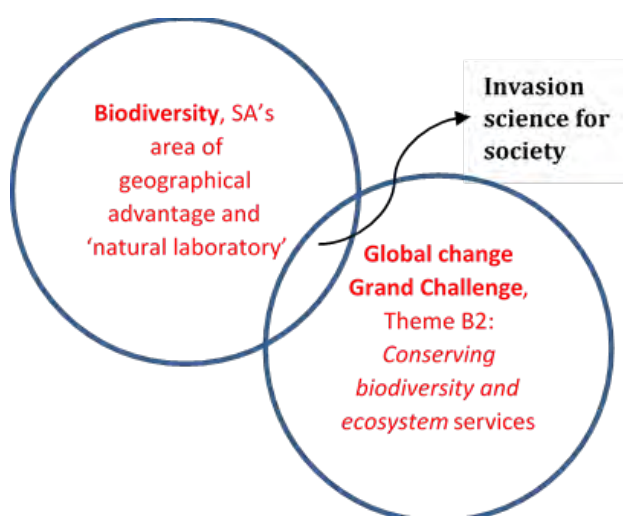 Biodiversity, SA's
area of
geographical
advantage and
‘natural laboratory’
Invasion
science for
society
Global change
Grand Challenge,
Theme B2:
Conserving
biodiversity and
ecosystem services